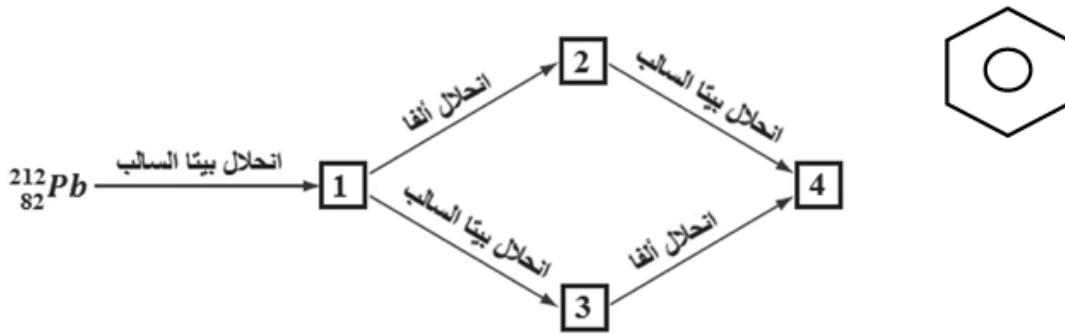 2
انحلال ألفا
انحلال بيتا السالب
انحلال بيتا السالب
²¹²₈₂Pb
1
4
انحلال بيتا السالب
انحلال ألفا
3